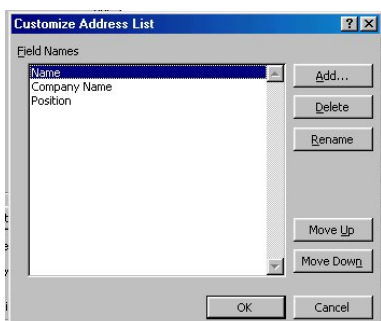 Customize Address List
Field Names
Name
Company Name
Position
Add...
Delete
Rename
Move Up
Move Down
OK
Cancel